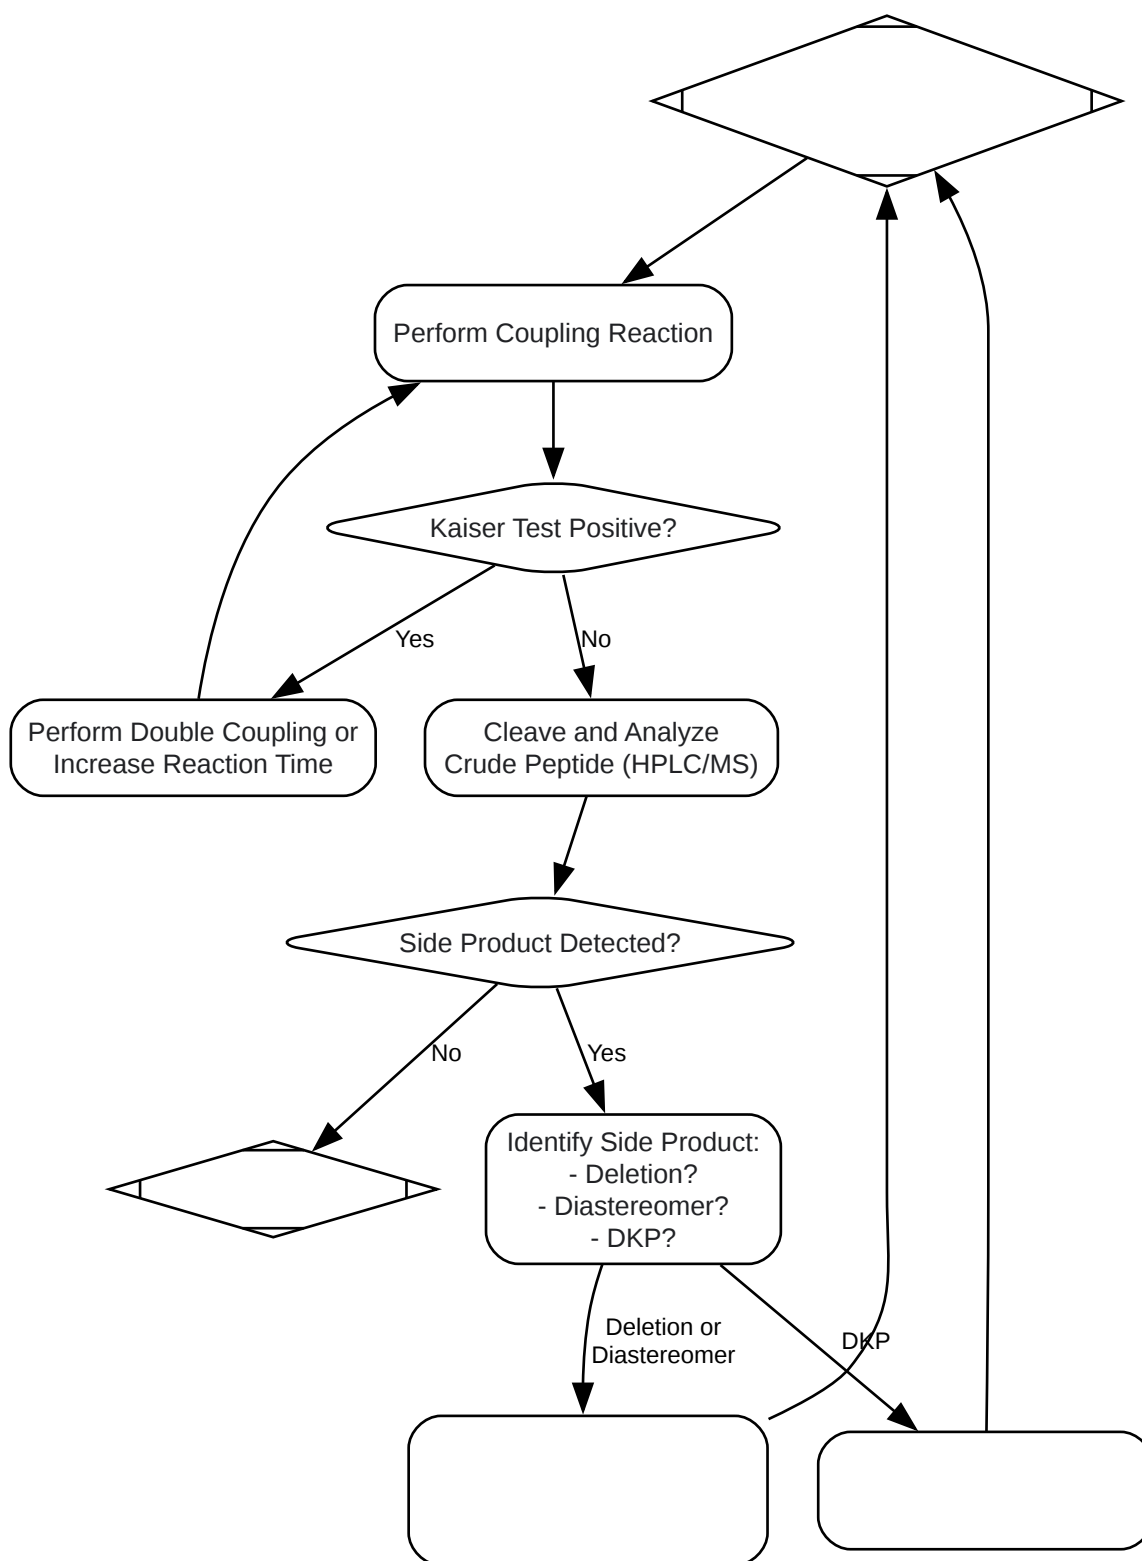 Perform Coupling Reaction
Kaiser Test Positive?
Yes
No
Perform Double Coupling or
Increase Reaction Time
Cleave and Analyze
Crude Peptide (HPLC/MS)
Side Product Detected?
No
Yes
Identify Side Product:
- Deletion?
- Diastereomer?
- DKP?
Deletion or
Diastereomer
DKP